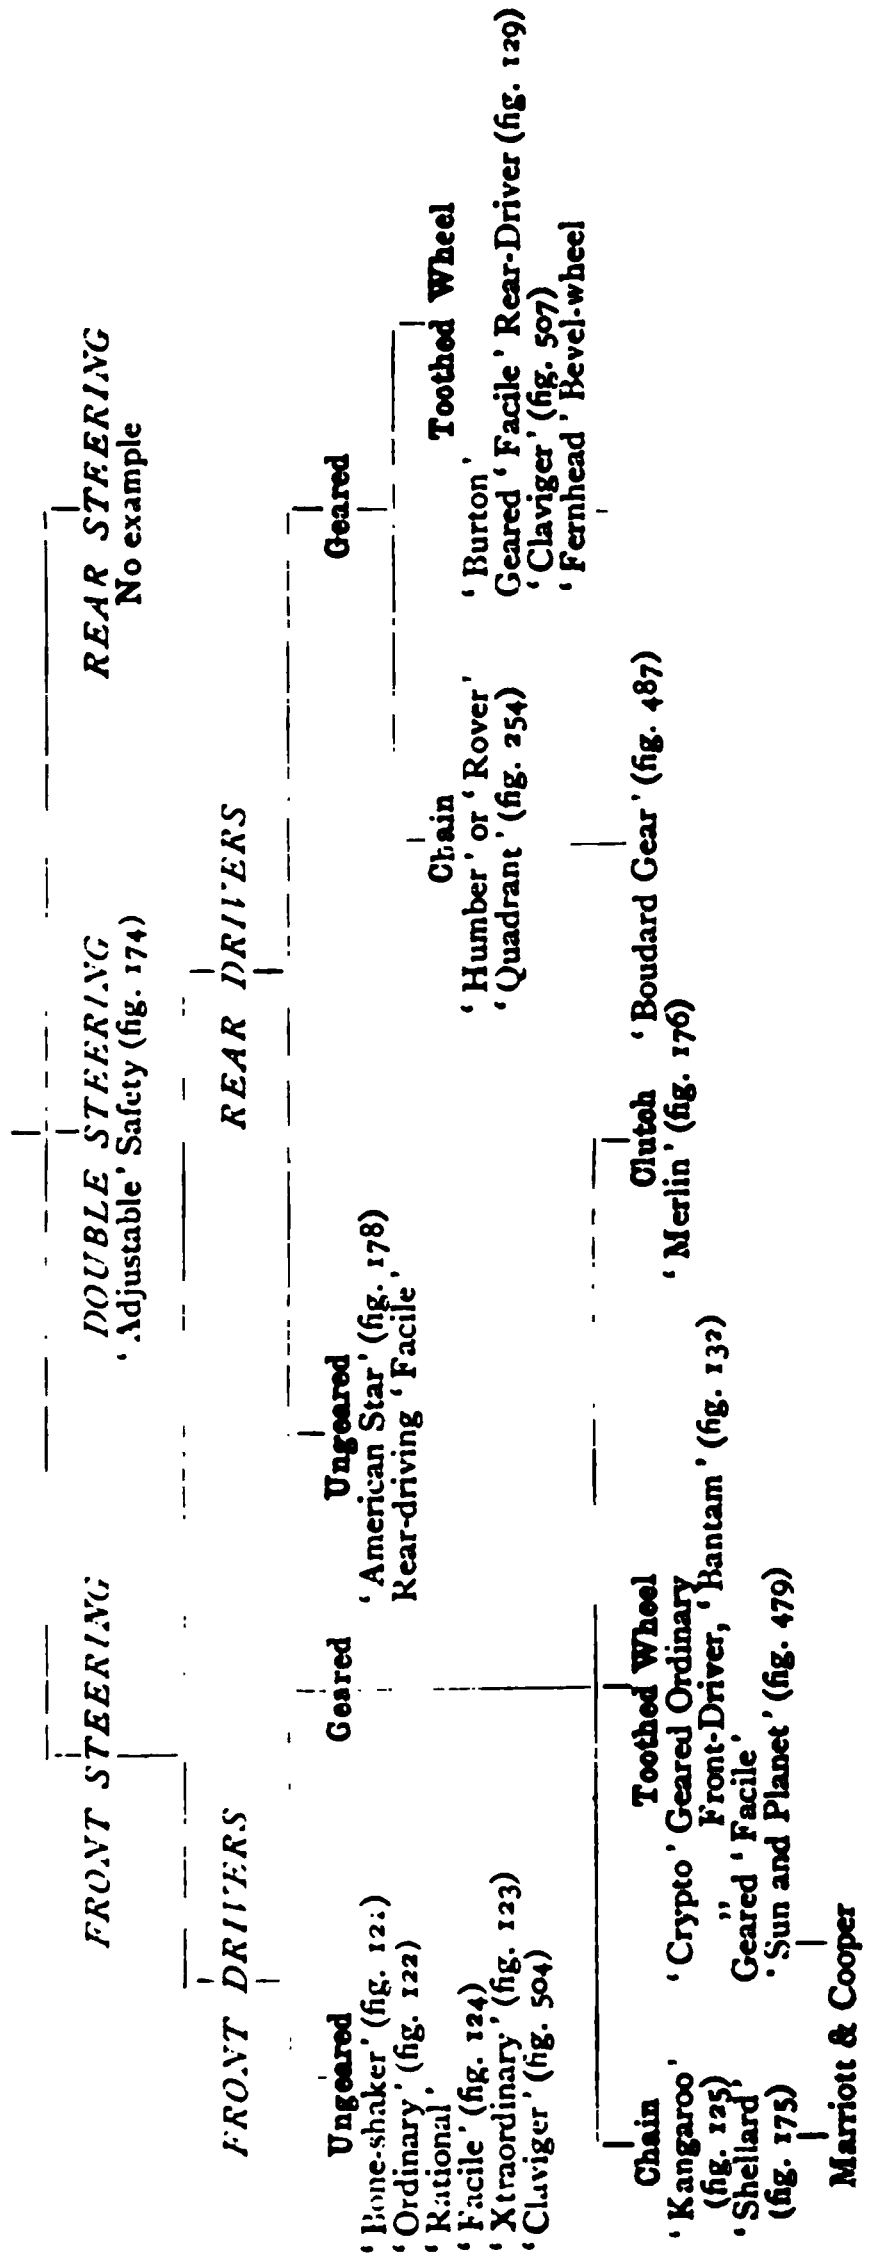 FRONT STEERING
DOUBLE STEERING
'Adjustable' Safety (fig. 174)
REAR STEERING
No example
FRONT DRIVERS
REAR DRIVERS
Ungeared
'Bone-shaker' (fig. 121)
'Ordinary' (fig. 122)
'Rational'
'Facile' (fig. 124)
'Xtraordinary' (fig. 123)
'Claviger' (fig. 504)
Geared
Ungeared
'American Star' (fig. 178)
Rear-driving 'Facile'
Geared
Chain
'Humber' or 'Rover'
'Quadrant' (fig. 254)
'Boudard Gear' (fig. 487)
Toothed Wheel
'Burton'
Geared 'Facile' Rear-Driver (fig. 129)
'Claviger' (fig. 507)
'Fernhead' Bevel-wheel
Chain
'Kangaroo'
(fig. 125)
'Shellard'
(fig. 175)
Toothed Wheel
'Crypto' Geared Ordinary
" Front-Driver, 'Bantam' (fig. 132)
Geared 'Facile'
'Sun and Planet' (fig. 479)
Clutch
'Merlin' (fig. 176)
Marriott & Cooper